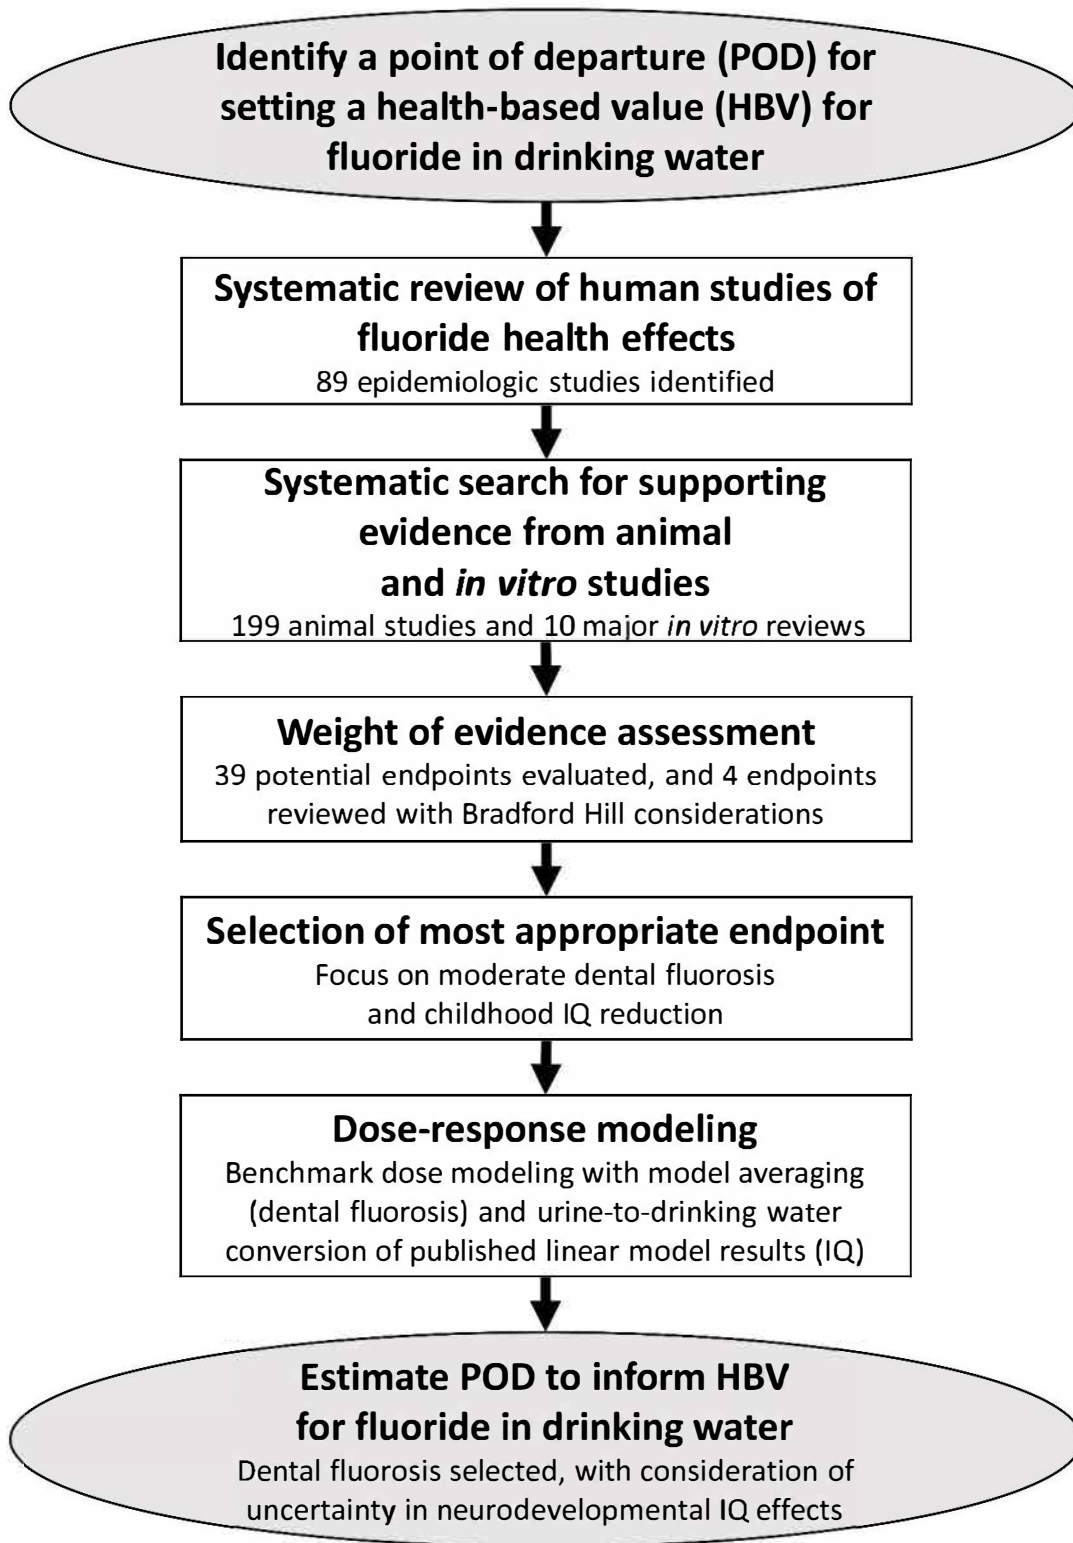 Identify a point of departure (POD) for
setting a health-based value (HBV) for
fluoride in drinking water
Systematic review of human studies of
fluoride health effects
89 epidemiologic studies identified
Systematic search for supporting
evidence from animal
and in vitro studies
199 animal studies and 10 major in vitro reviews
Weight of evidence assessment
39 potential endpoints evaluated, and 4 endpoints
reviewed with Bradford Hill considerations
Selection of most appropriate endpoint
Focus on moderate dental fluorosis
and childhood IQ reduction
Dose-response modeling
Benchmark dose modeling with model averaging
(dental fluorosis) and urine-to-drinking water
conversion of published linear model results (IQ)
Estimate POD to inform HBV
for fluoride in drinking water
Dental fluorosis selected, with consideration of
uncertainty in neurodevelopmental IQ effects